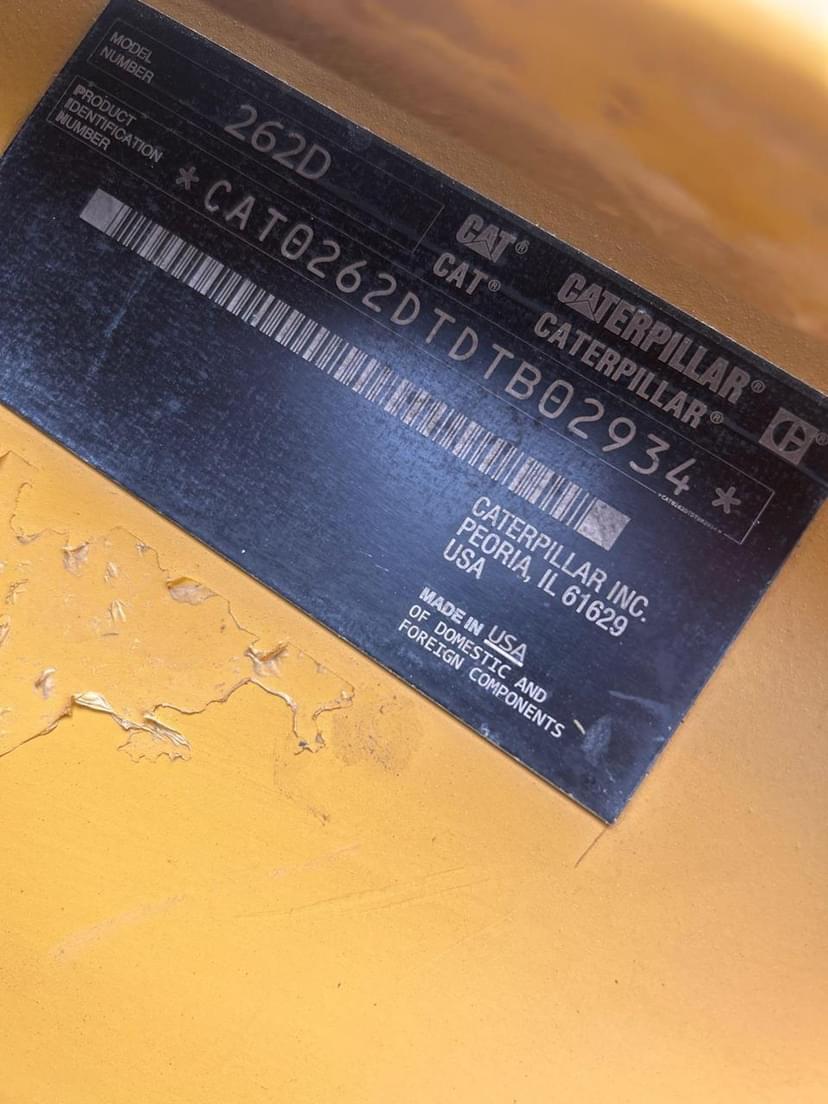 MODEL
NUMBER
262D
PRODUCT
IDENTIFICATION
NUMBER
*CAT0262DTDTB02934*
CAT® CATERPILLAR®
CAT® CATERPILLAR®
CATERPILLAR INC.
PEORIA, IL 61629
USA
MADE IN USA
OF DOMESTIC AND
FOREIGN COMPONENTS